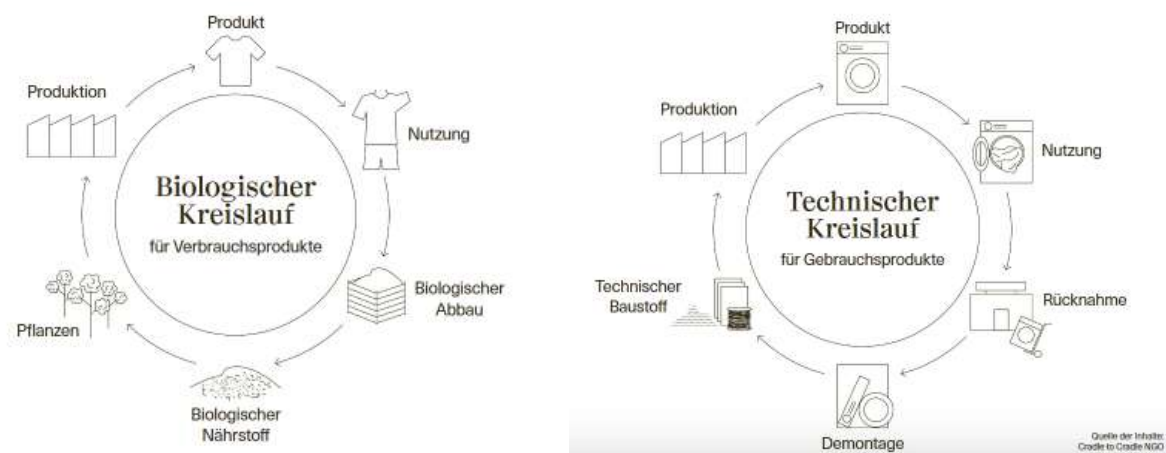 Produkt
Produktion
Nutzung
Biologischer
Kreislauf
für Verbrauchsprodukte
Biologischer
Abbau
Pflanzen
Biologischer
Nährstoff
Produkt
Produktion
Nutzung
Technischer
Kreislauf
für Gebrauchsprodukte
Technischer
Baustoff
Rücknahme
Demontage
Quelle der Inhalte:
Cradle to Cradle NGO